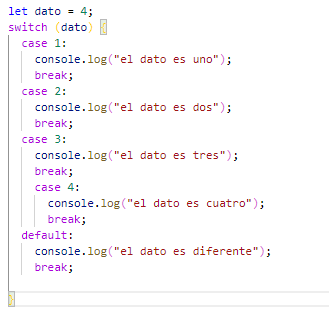 let dato = 4;
switch (dato) {
  case 1:
    console.log("el dato es uno");
    break;
  case 2:
    console.log("el dato es dos");
    break;
  case 3:
    console.log("el dato es tres");
    break;
    case 4:
      console.log("el dato es cuatro");
      break;
  default:
    console.log("el dato es diferente");
    break;
}